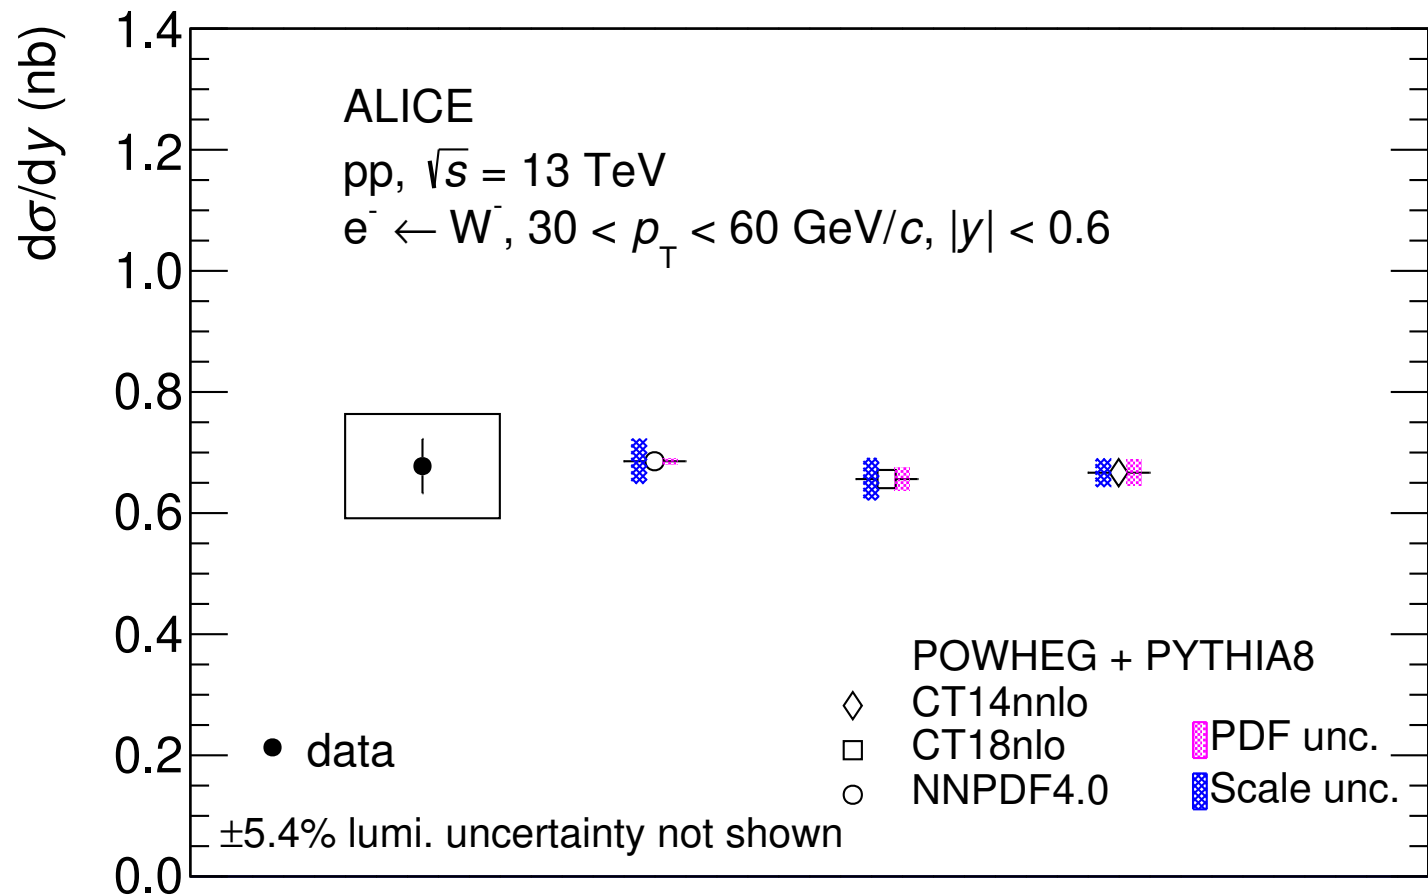 dσ/dy (nb)
1.4
1.2
1.0
0.8
0.6
0.4
0.2
0.0
ALICE
pp, √s = 13 TeV
e⁻ ← W⁻, 30 < p_T < 60 GeV/c, |y| < 0.6
POWHEG + PYTHIA8
CT14nnlo
CT18nlo
NNPDF4.0
PDF unc.
Scale unc.
data
±5.4% lumi. uncertainty not shown